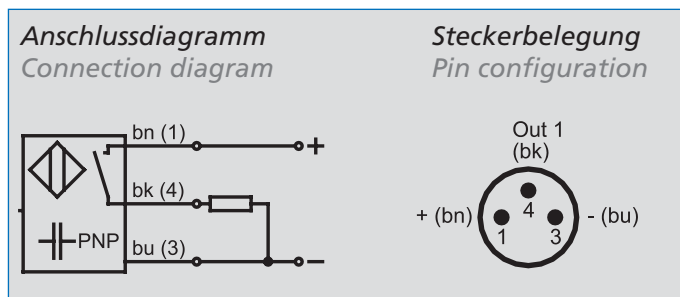 Anschlussdiagramm
Connection diagram
bn (1)
+
bk (4)
PNP
bu (3)
–
Steckerbelegung
Pin configuration
Out 1
(bk)
+ (bn)
4
- (bu)
1
3